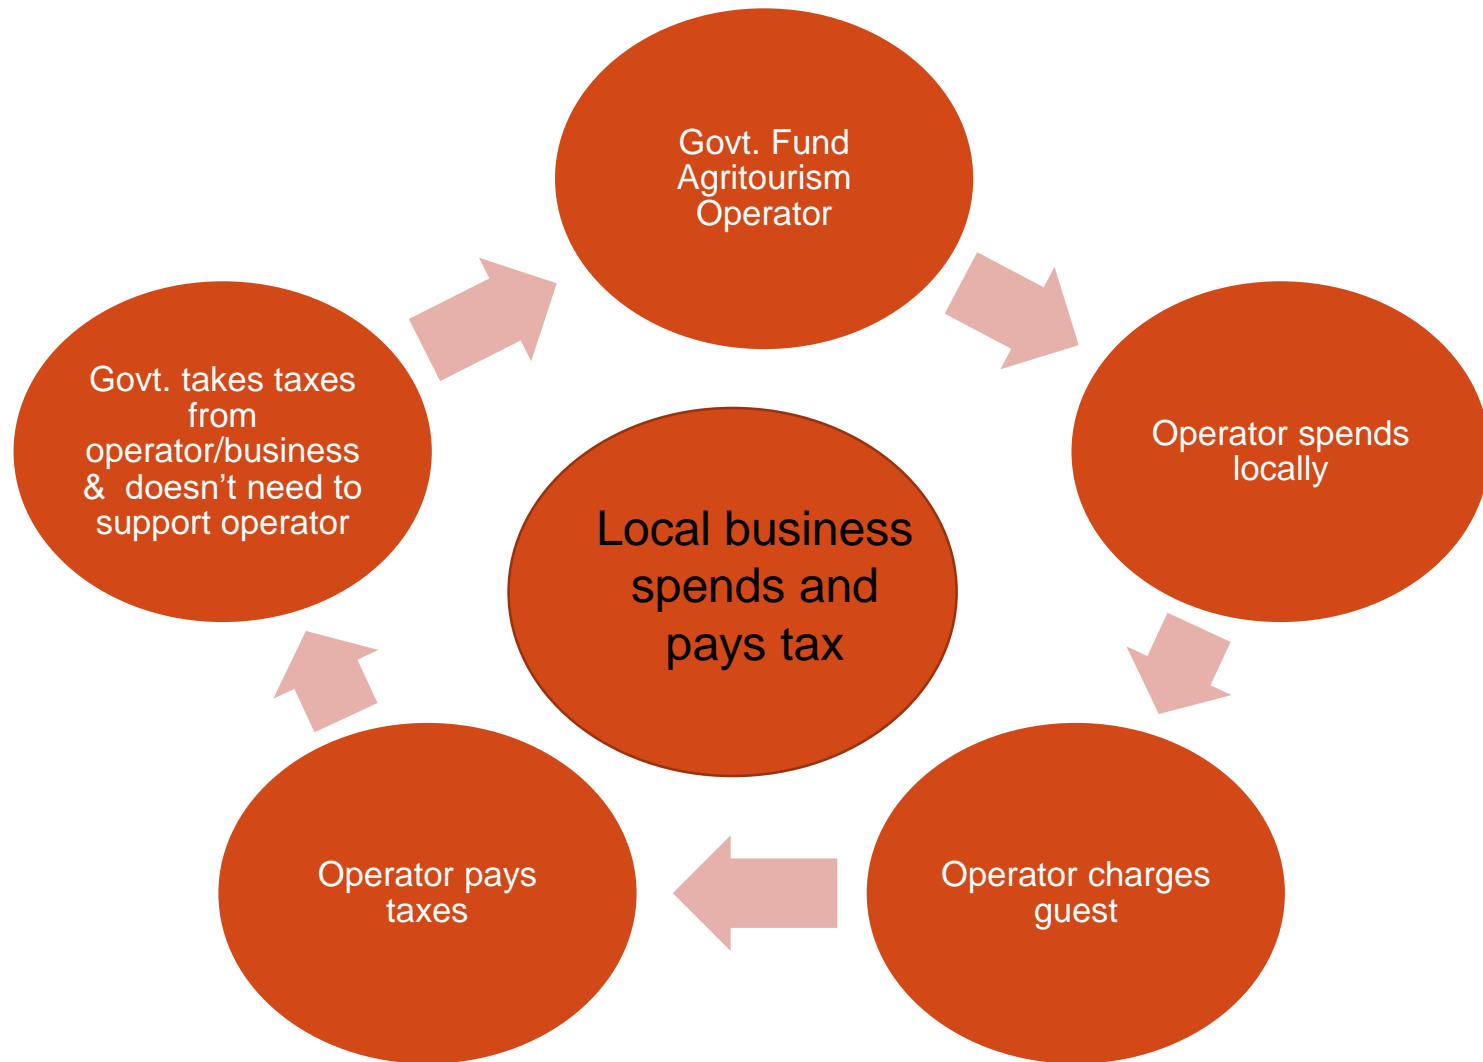 Govt. Fund
Agritourism
Operator
Operator spends
locally
Operator charges
guest
Operator pays
taxes
Govt. takes taxes
from
operator/business
&  doesn’t need to
support operator
Local business
spends and
pays tax